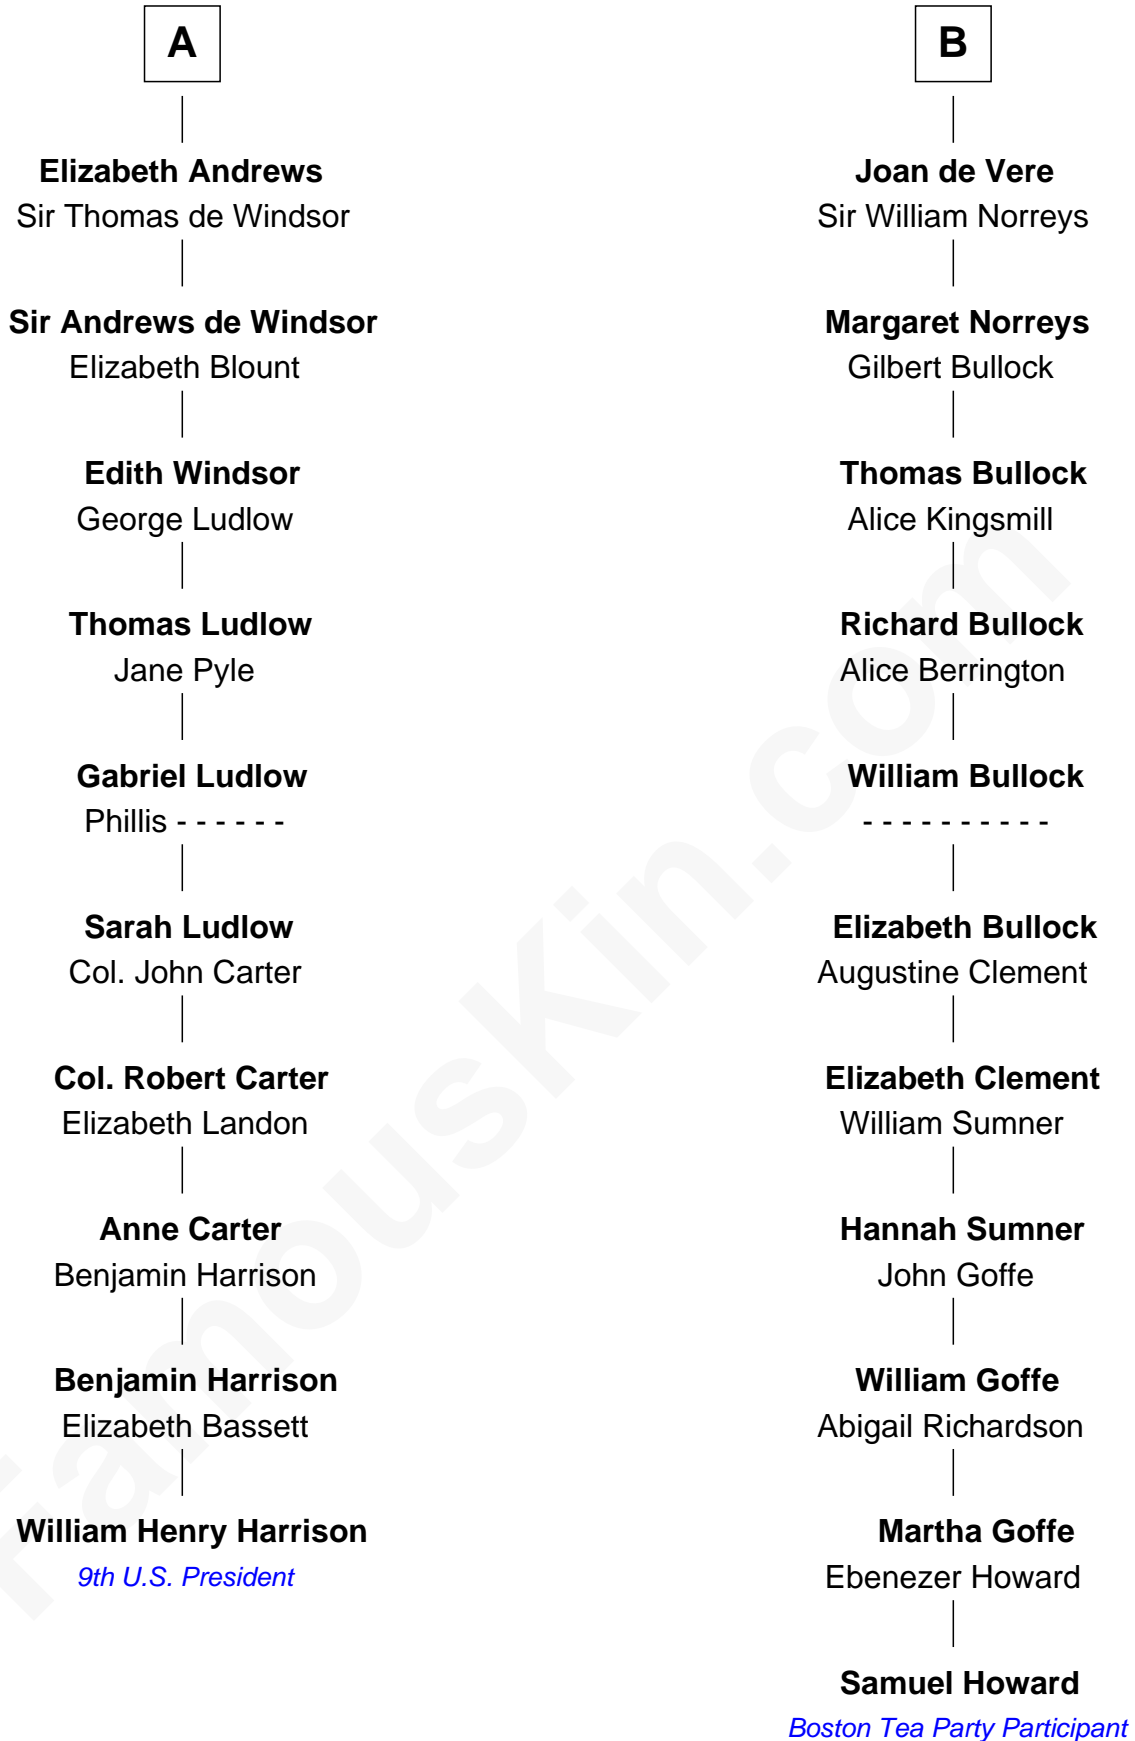 A
Elizabeth Andrews
Sir Thomas de Windsor
Sir Andrews de Windsor
Elizabeth Blount
Edith Windsor
George Ludlow
Thomas Ludlow
Jane Pyle
Gabriel Ludlow
Phillis - - - - - -
Sarah Ludlow
Col. John Carter
Col. Robert Carter
Elizabeth Landon
Anne Carter
Benjamin Harrison
Benjamin Harrison
Elizabeth Bassett
William Henry Harrison
9th U.S. President
B
Joan de Vere
Sir William Norreys
Margaret Norreys
Gilbert Bullock
Thomas Bullock
Alice Kingsmill
Richard Bullock
Alice Berrington
William Bullock
- - - - - - - - - -
Elizabeth Bullock
Augustine Clement
Elizabeth Clement
William Sumner
Hannah Sumner
John Goffe
William Goffe
Abigail Richardson
Martha Goffe
Ebenezer Howard
Samuel Howard
Boston Tea Party Participant
FamousKin.com